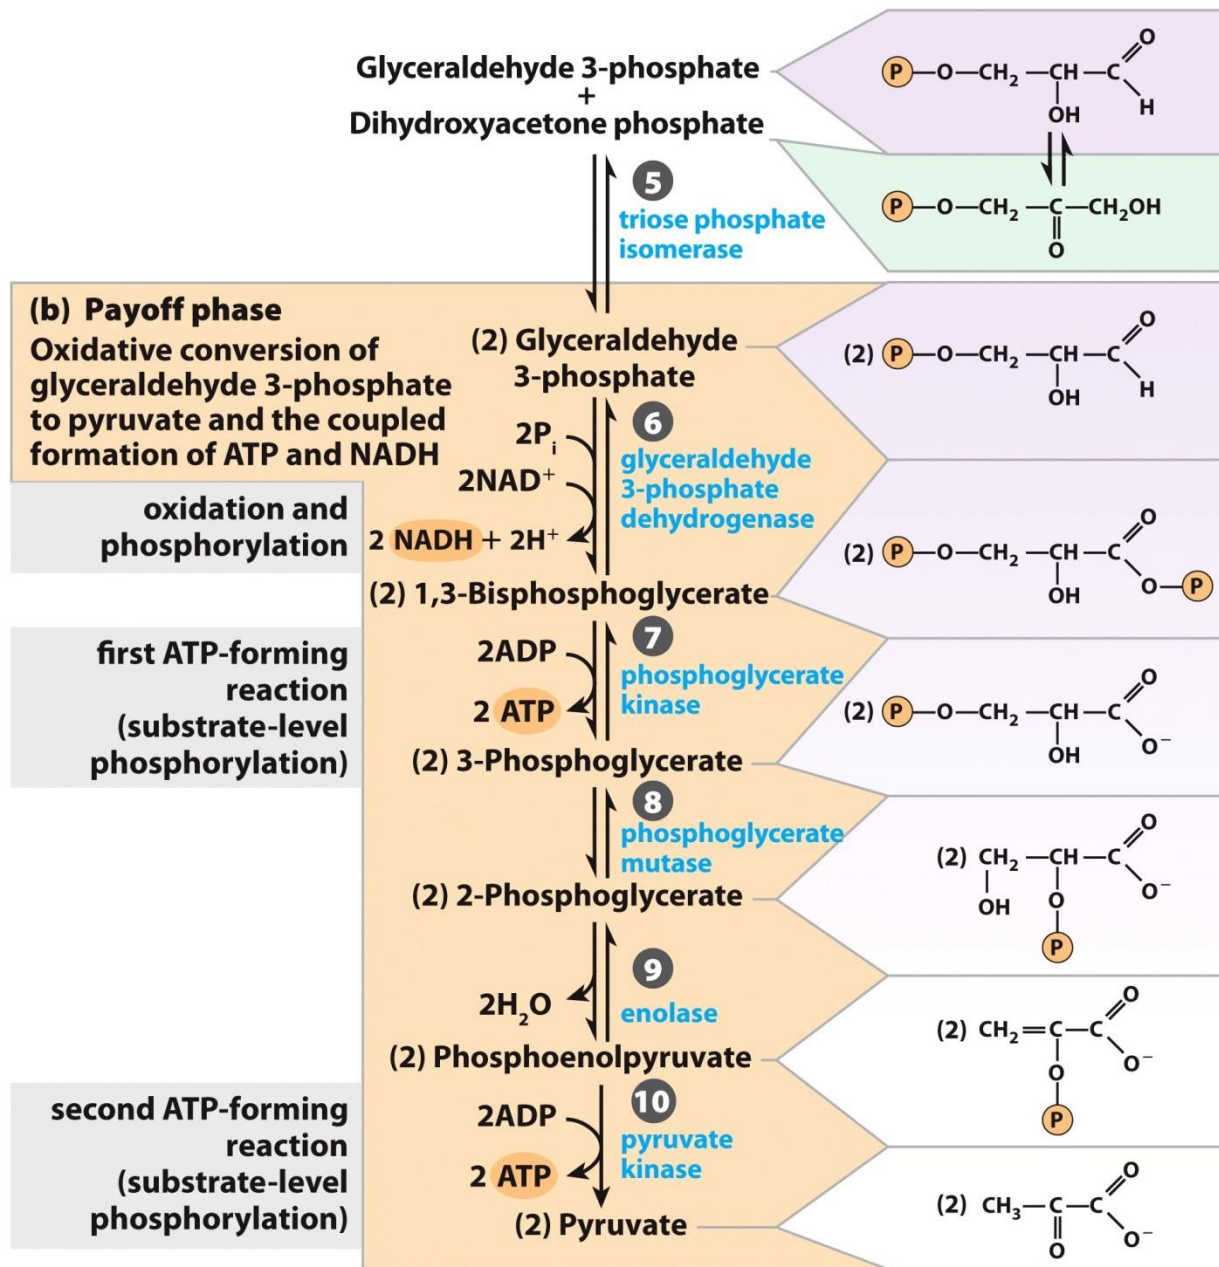 Glyceraldehyde 3-phosphate
+
Dihydroxyacetone phosphate
P—O—CH₂—CH—C
O
H
OH
P—O—CH₂—C—CH₂OH
O
5
triose phosphate
isomerase
(b) Payoff phase
Oxidative conversion of
glyceraldehyde 3-phosphate
to pyruvate and the coupled
formation of ATP and NADH
(2) Glyceraldehyde
3-phosphate
(2) P—O—CH₂—CH—C
O
H
OH
2Pᵢ
2NAD⁺
2 NADH + 2H⁺
6
glyceraldehyde
3-phosphate
dehydrogenase
oxidation and
phosphorylation
(2) 1,3-Bisphosphoglycerate
(2) P—O—CH₂—CH—C
O
OH
O—P
first ATP-forming
reaction
(substrate-level
phosphorylation)
2ADP
2 ATP
7
phosphoglycerate
kinase
(2) 3-Phosphoglycerate
(2) P—O—CH₂—CH—C
O
OH
O⁻
8
phosphoglycerate
mutase
(2) 2-Phosphoglycerate
(2) CH₂—CH—C
O
O⁻
OH
O
P
2H₂O
9
enolase
(2) Phosphoenolpyruvate
(2) CH₂=C—C
O
O⁻
O
P
second ATP-forming
reaction
(substrate-level
phosphorylation)
2ADP
2 ATP
10
pyruvate
kinase
(2) Pyruvate
(2) CH₃—C—C
O
O⁻
O